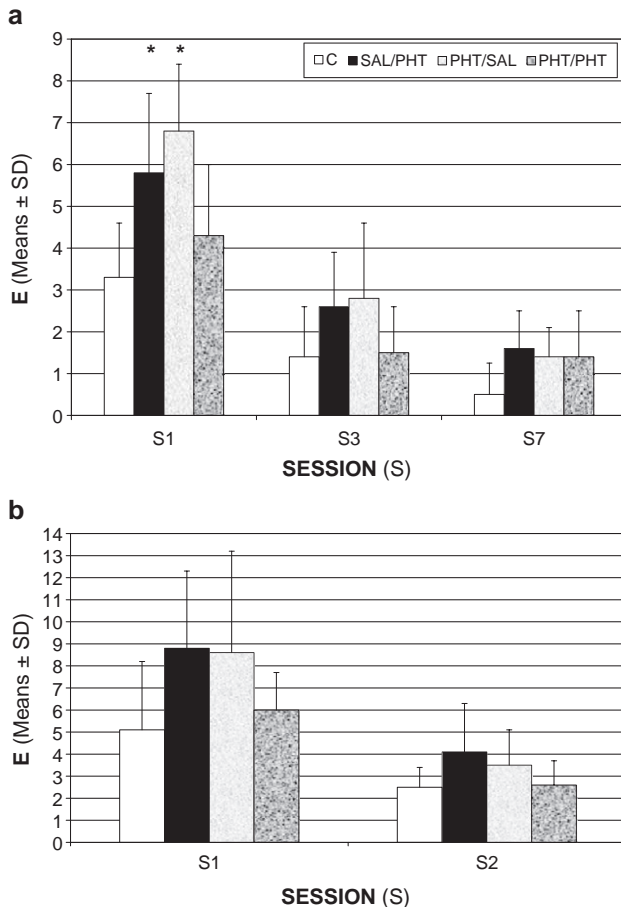 a
* *
C SAL/PHT PHT/SAL PHT/PHT
9
8
7
6
5
4
3
2
1
0
E (Means ± SD)
S1 S3 S7
SESSION (S)
b
14
13
12
11
10
9
8
7
6
5
4
3
2
1
0
E (Means ± SD)
S1 S2
SESSION (S)